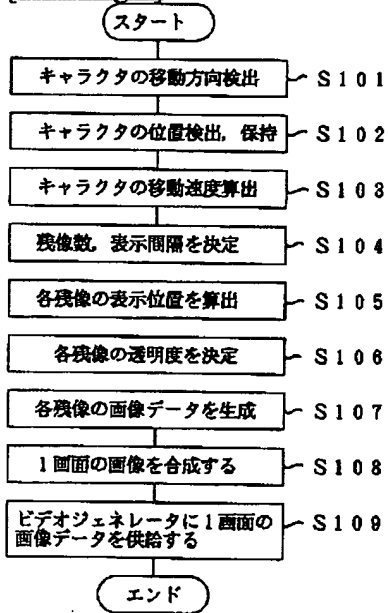 スタート
キャラクタの移動方向検出 S101
キャラクタの位置検出,保持 S102
キャラクタの移動速度算出 S103
残像数,表示間隔を決定 S104
各残像の表示位置を算出 S105
各残像の透明度を決定 S106
各残像の画像データを生成 S107
1画面の画像を合成する S108
ビデオジェネレータに1画面の
画像データを供給する S109
エンド